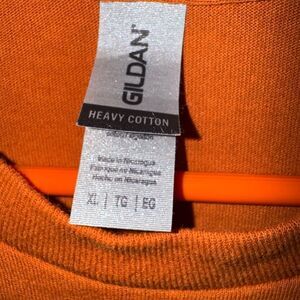 GILDAN®
HEAVY COTTON
Made in Nicaragua
Fabriqué au Nicaragua
Hecho en Nicaragua
XL | TG | EG